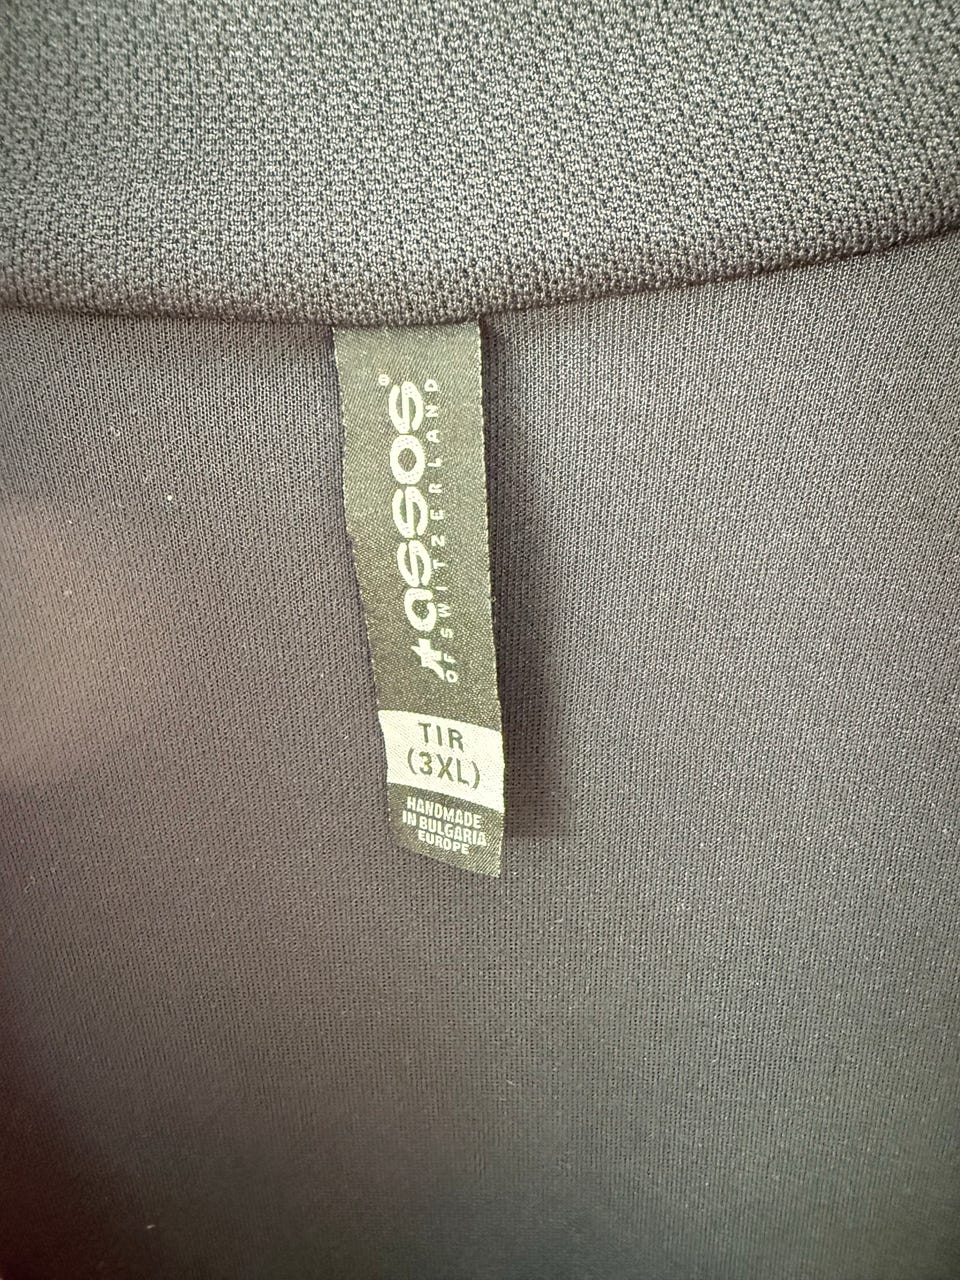 assos®
OF SWITZERLAND
TIR
(3XL)
HANDMADE
IN BULGARIA
EUROPE